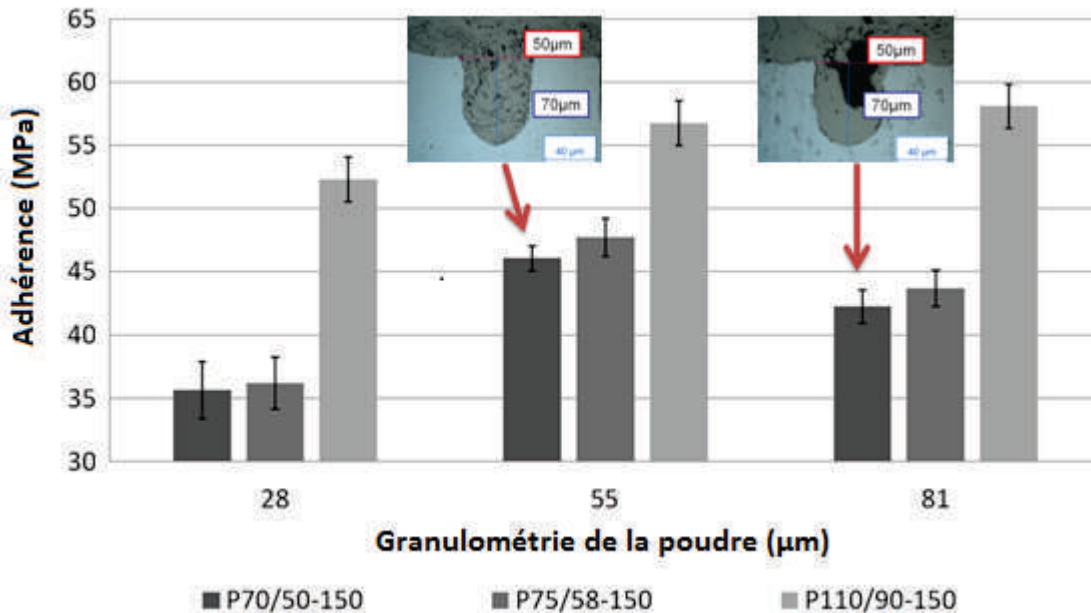 65
60
55
50
45
40
35
30
Adhérence (MPa)
50µm
70µm
40 µm
50µm
70µm
40 µm
28 55 81
Granulométrie de la poudre (µm)
P70/50-150 P75/58-150 P110/90-150